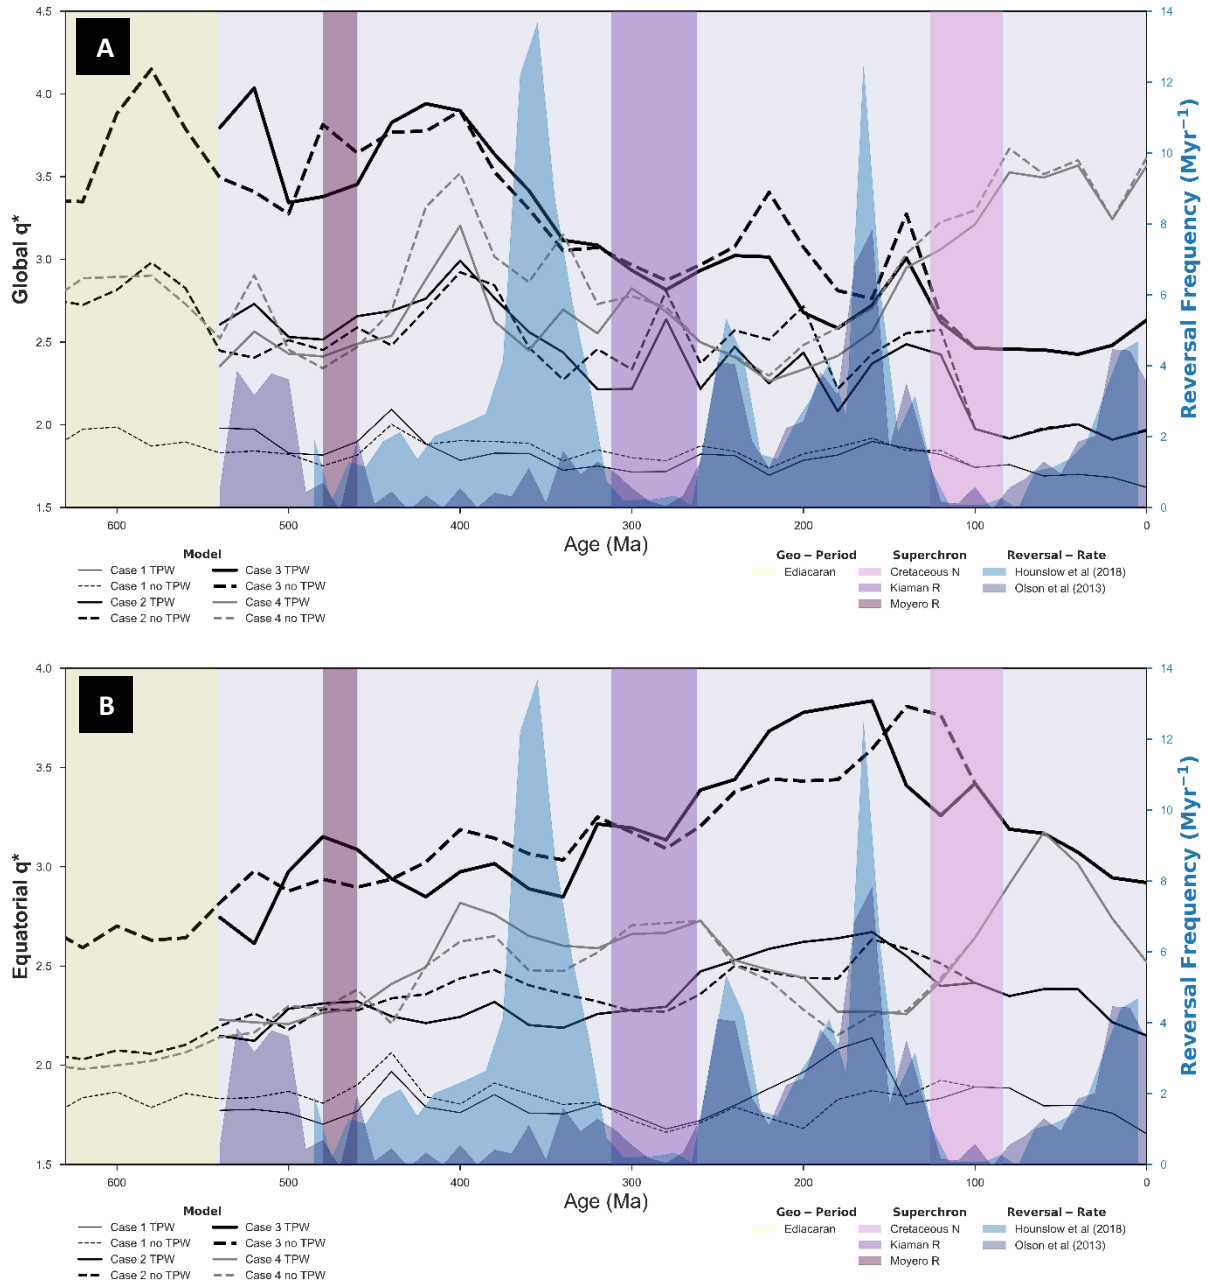 A
4.5
4.0
3.5
3.0
2.5
2.0
1.5
Global q*
14
12
10
8
6
4
2
0
Reversal Frequency (Myr⁻¹)
600 500 400 300 200 100 0
Age (Ma)
Model
Case 1 TPW
Case 1 no TPW
Case 2 TPW
Case 2 no TPW
Case 3 TPW
Case 3 no TPW
Case 4 TPW
Case 4 no TPW
Geo – Period
Ediacaran
Superchron
Cretaceous N
Kiaman R
Moyero R
Reversal – Rate
Hounslow et al (2018)
Olson et al (2013)
B
4.0
3.5
3.0
2.5
2.0
1.5
Equatorial q*
14
12
10
8
6
4
2
0
Reversal Frequency (Myr⁻¹)
600 500 400 300 200 100 0
Age (Ma)
Model
Case 1 TPW
Case 1 no TPW
Case 2 TPW
Case 2 no TPW
Case 3 TPW
Case 3 no TPW
Case 4 TPW
Case 4 no TPW
Geo – Period
Ediacaran
Superchron
Cretaceous N
Kiaman R
Moyero R
Reversal – Rate
Hounslow et al (2018)
Olson et al (2013)